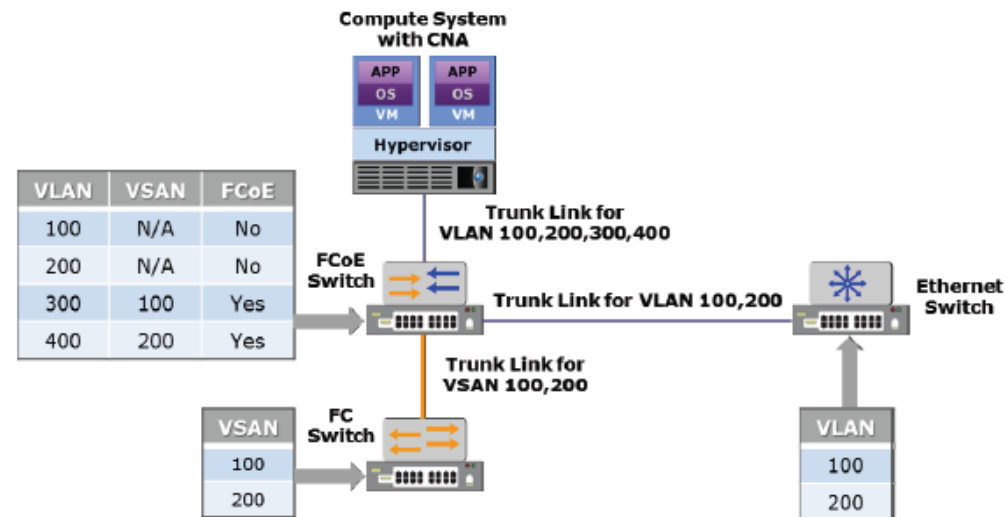 Compute System
with CNA
APP
OS
VM
APP
OS
VM
Hypervisor
Trunk Link for
VLAN 100,200,300,400
VLAN VSAN FCoE
100 N/A No
200 N/A No
300 100 Yes
400 200 Yes
FCoE
Switch
Trunk Link for VLAN 100,200
Ethernet
Switch
Trunk Link for
VSAN 100,200
FC
Switch
VSAN
100
200
VLAN
100
200